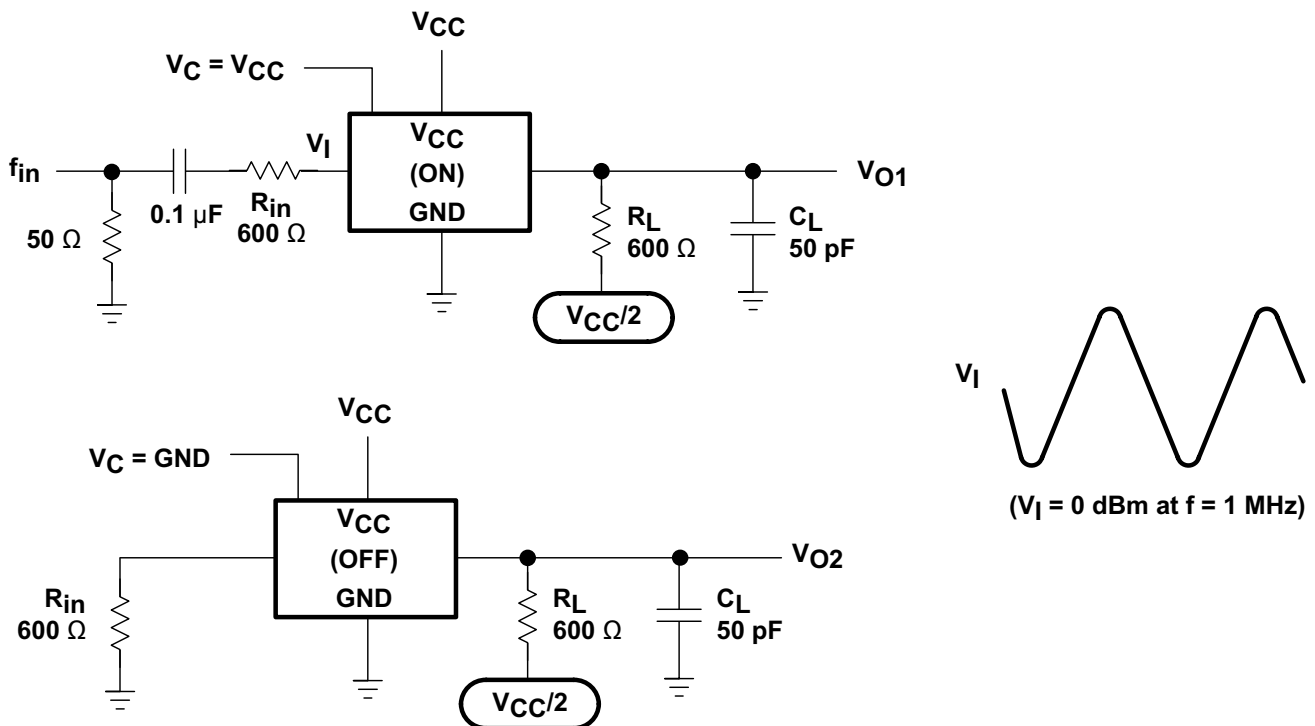 VCC
VC = VCC
VI
VCC
(ON)
GND
fin
VO1
50 Ω
0.1 µF
Rin
600 Ω
RL
600 Ω
CL
50 pF
VCC/2
VI
(VI = 0 dBm at f = 1 MHz)
VCC
VC = GND
VCC
(OFF)
GND
VO2
Rin
600 Ω
RL
600 Ω
CL
50 pF
VCC/2